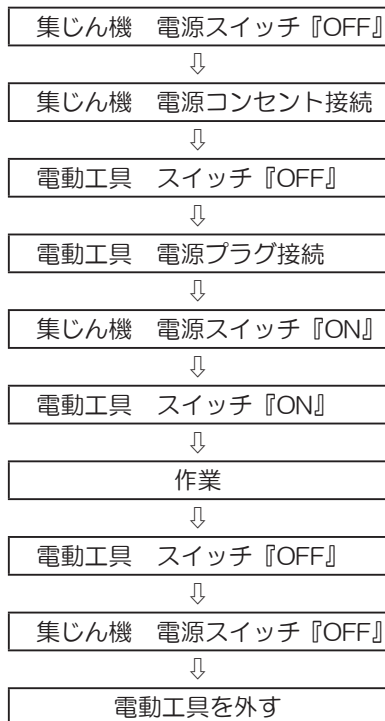 集じん機　電源スイッチ『OFF』
⇩
集じん機　電源コンセント接続
⇩
電動工具　スイッチ『OFF』
⇩
電動工具　電源プラグ接続
⇩
集じん機　電源スイッチ『ON』
⇩
電動工具　スイッチ『ON』
⇩
作業
⇩
電動工具　スイッチ『OFF』
⇩
集じん機　電源スイッチ『OFF』
⇩
電動工具を外す